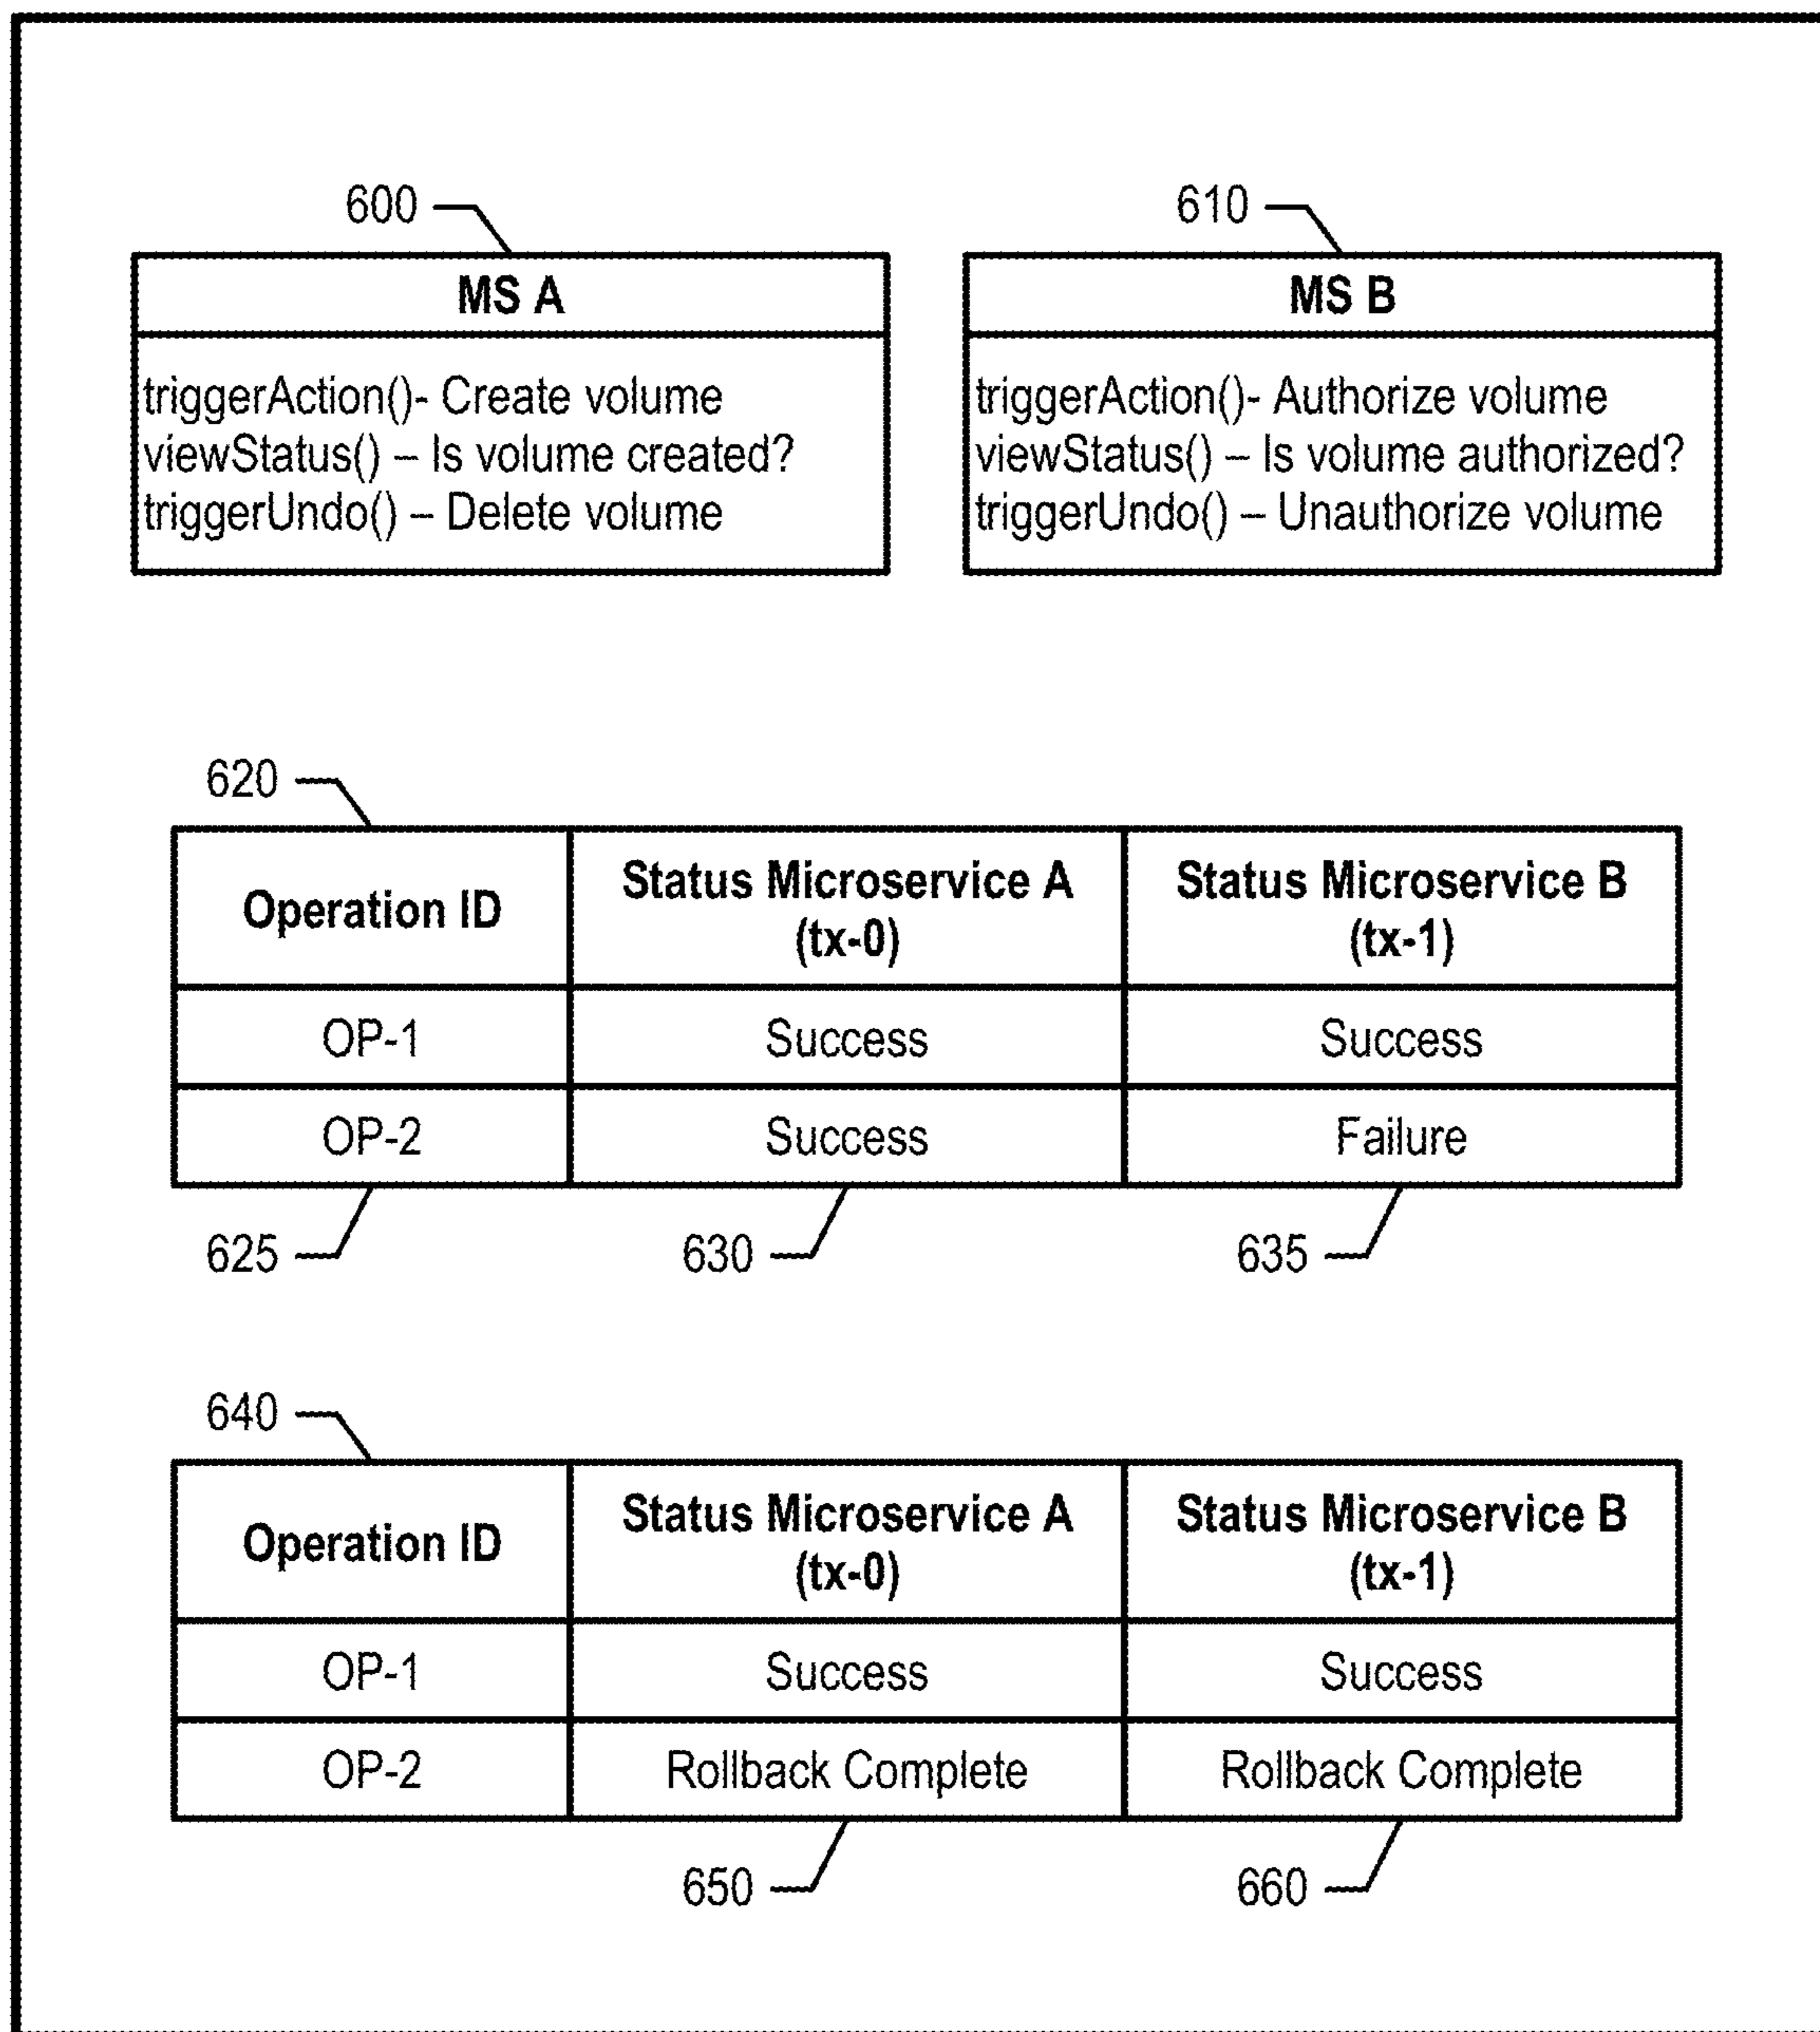 600
610
MS A
MS B
triggerAction()- Create volume
viewStatus() – Is volume created?
triggerUndo() – Delete volume
triggerAction()- Authorize volume
viewStatus() – Is volume authorized?
triggerUndo() – Unauthorize volume
620
Operation ID
Status Microservice A
(tx-0)
Status Microservice B
(tx-1)
OP-1
Success
Success
OP-2
Success
Failure
625
630
635
640
Operation ID
Status Microservice A
(tx-0)
Status Microservice B
(tx-1)
OP-1
Success
Success
OP-2
Rollback Complete
Rollback Complete
650
660